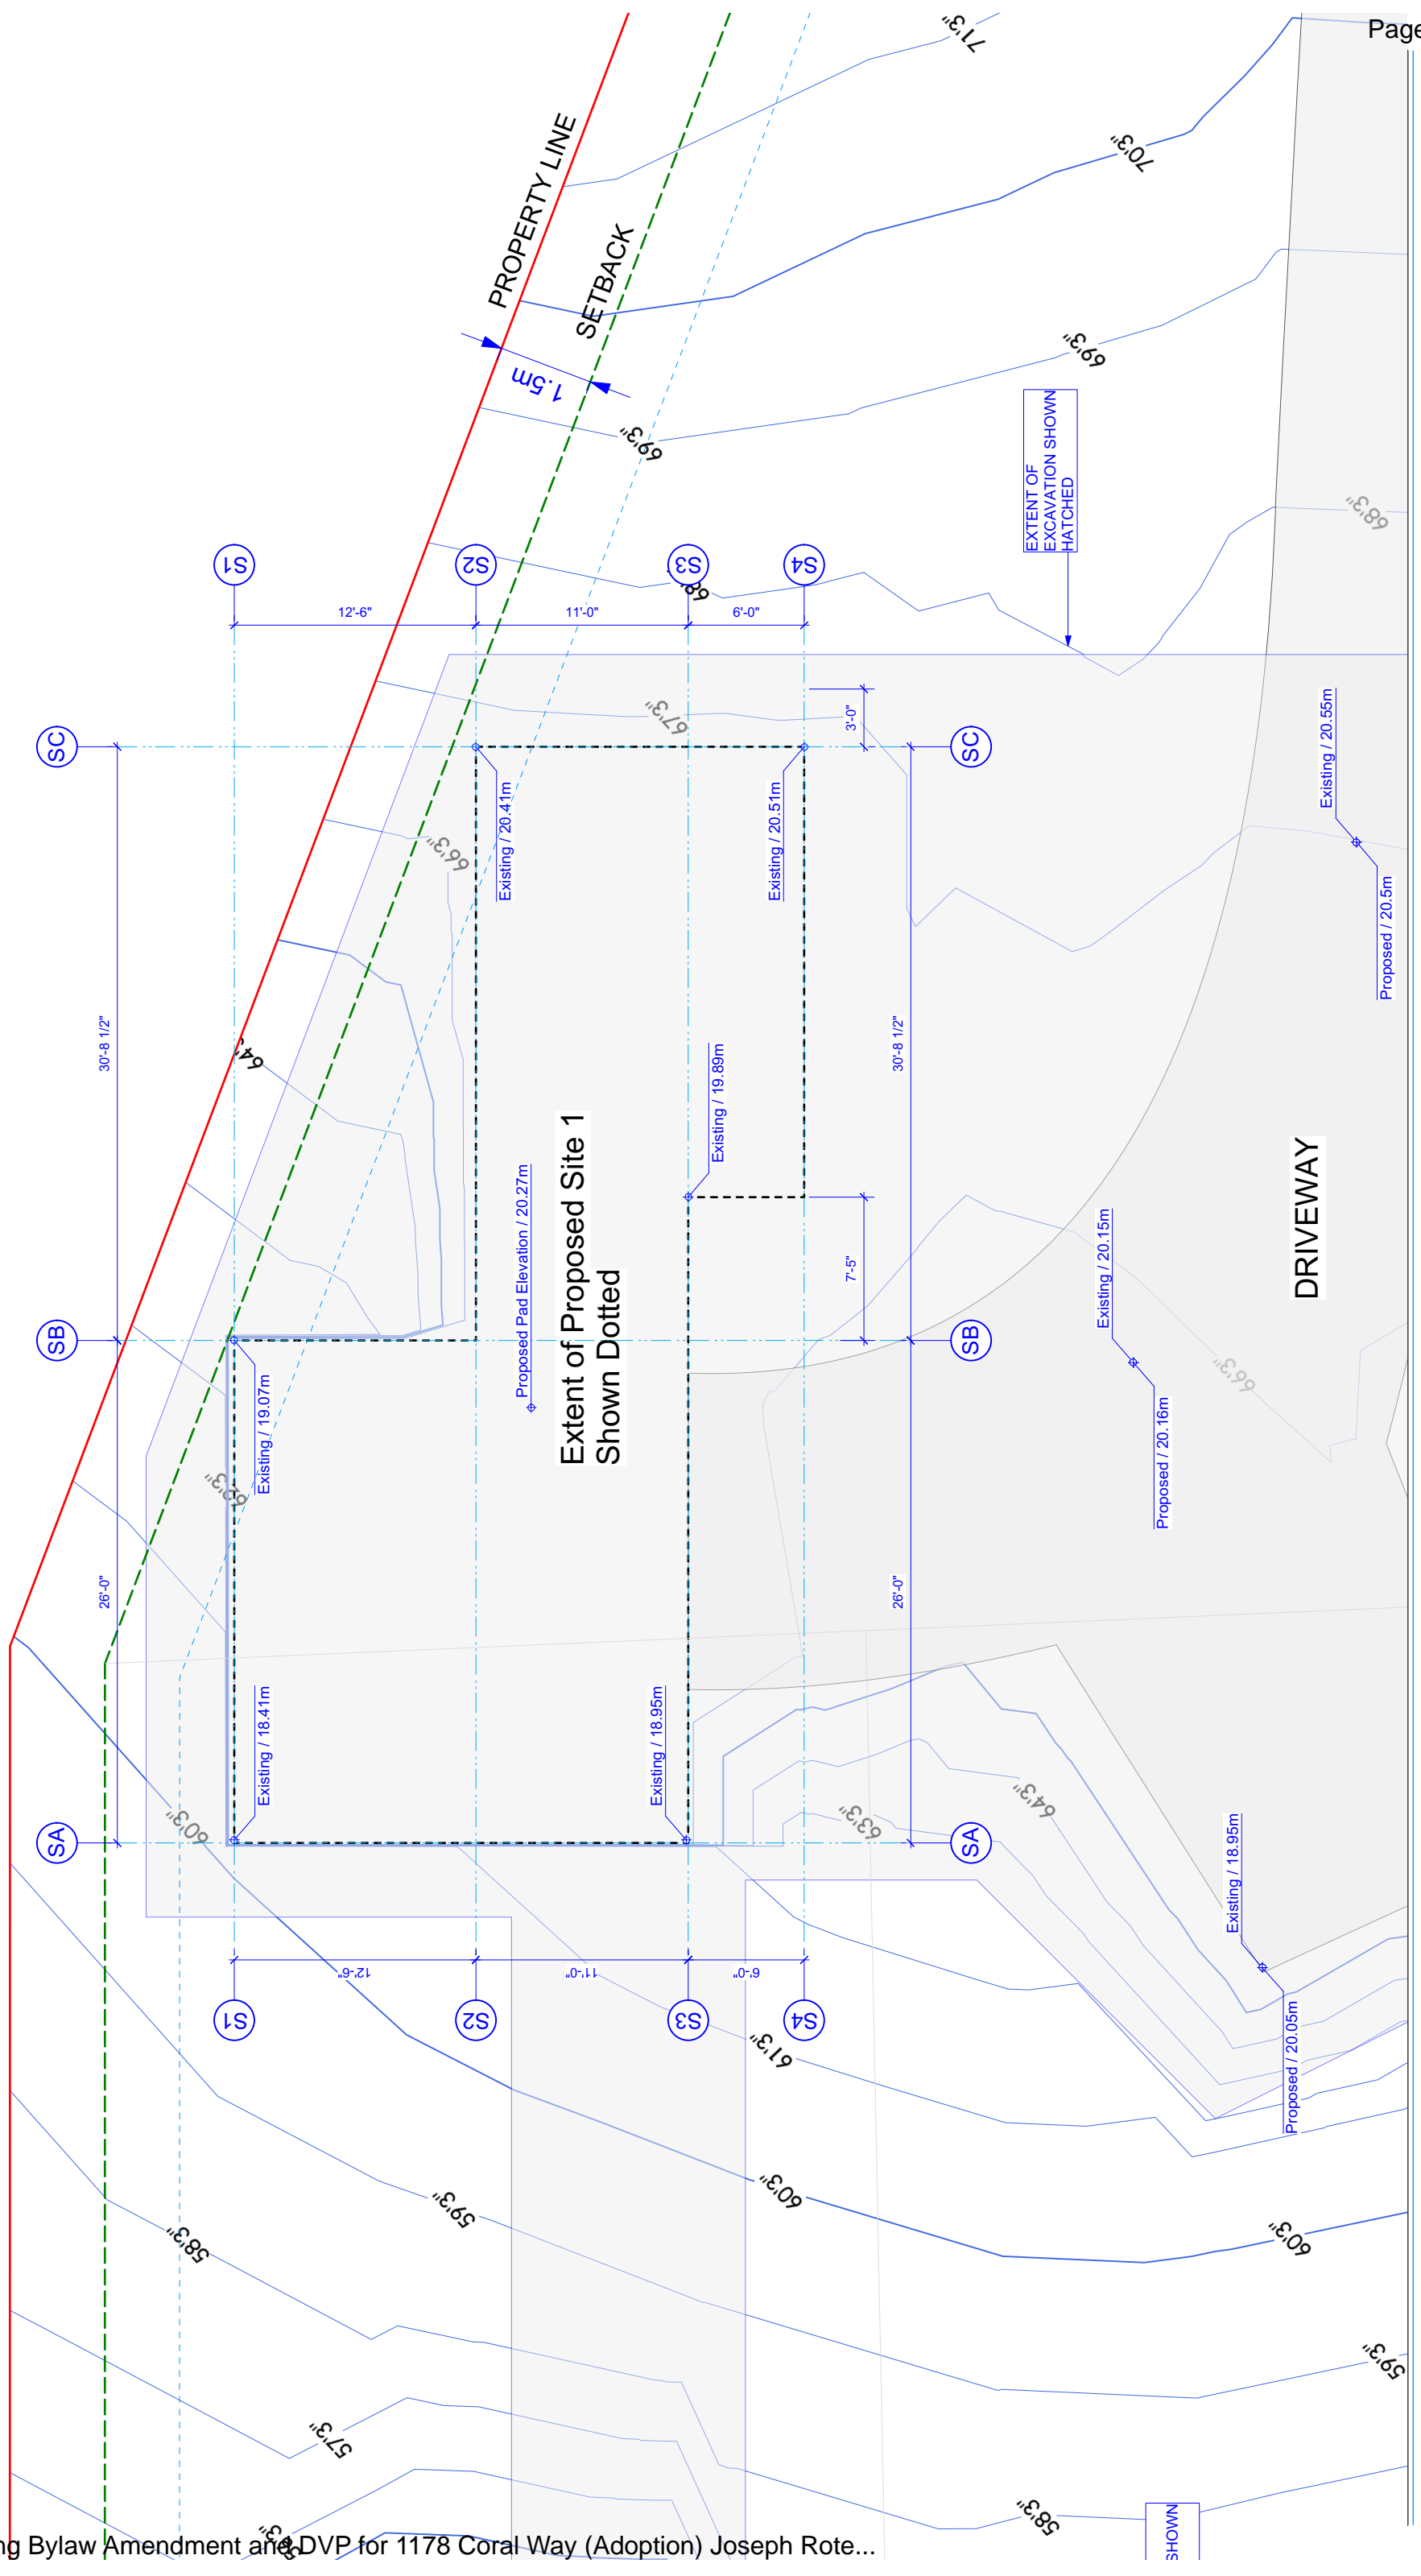 Page
71'3"
PROPERTY LINE
70'3"
SETBACK
1.5m
69'3"
69'3"
EXTENT OF
EXCAVATION SHOWN
HATCHED
68'3"
S1
S2
S3
S4
12'-6"
11'-0"
6'-0"
67'3"
3'-0"
SC
SC
Existing / 20.41m
Existing / 20.51m
Existing / 20.55m
Proposed / 20.5m
66'3"
30'-8 1/2"
30'-8 1/2"
Existing / 19.89m
Proposed Pad Elevation / 20.27m
Extent of Proposed Site 1
Shown Dotted
DRIVEWAY
7'-5"
Existing / 20.15m
Proposed / 20.16m
SB
SB
66'3"
Existing / 19.07m
62'3"
26'-0"
26'-0"
Existing / 18.41m
Existing / 18.95m
60'3"
63'3"
64'3"
SA
SA
Existing / 18.95m
Proposed / 20.05m
12'-6"
11'-0"
6'-0"
S1
S2
S3
S4
61'3"
60'3"
60'3"
59'3"
59'3"
58'3"
57'3"
58'3"
SHOWN
ng Bylaw Amendment and DVP for 1178 Coral Way (Adoption) Joseph Rote...